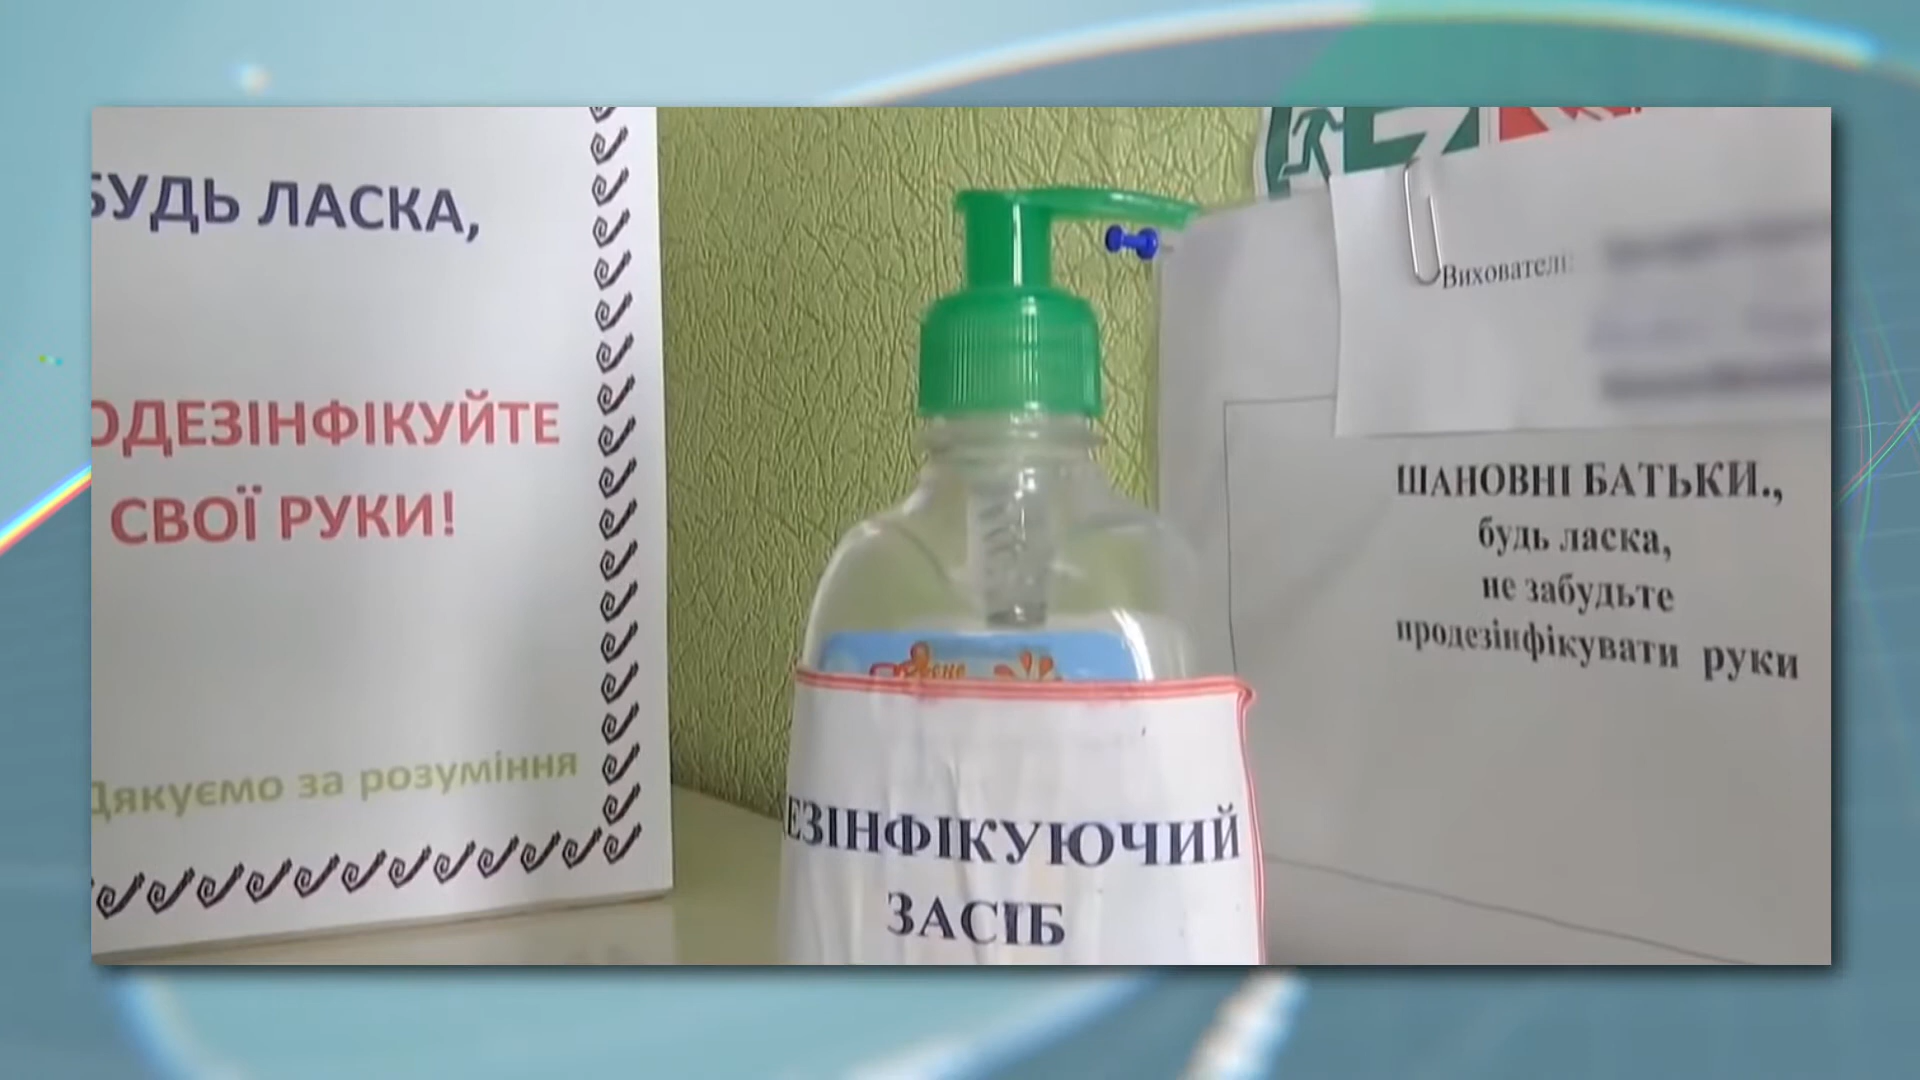 БУДЬ ЛАСКА,
ОДЕЗІНФІКУЙТЕ
СВОЇ РУКИ!
Дякуємо за розуміння
ЕЗІНФІКУЮЧИЙ
ЗАСІБ
Вихователі:
ШАНОВНІ БАТЬКИ.,
будь ласка,
не забудьте
продезінфікувати руки